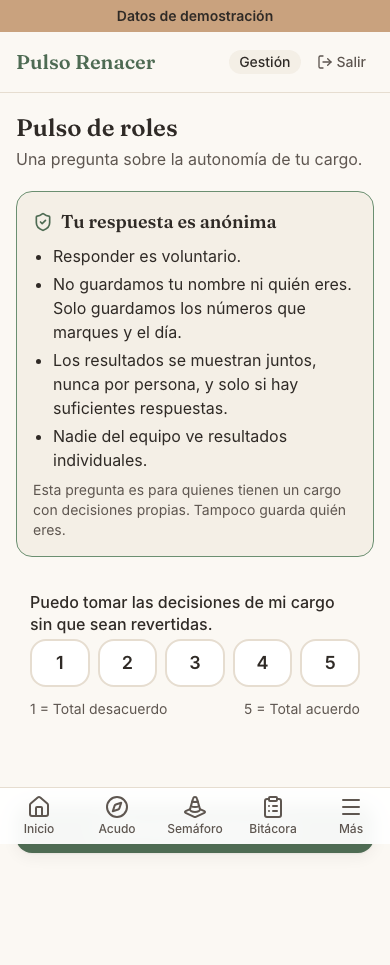 Datos de demostración
Pulso Renacer
Gestión
Salir
Pulso de roles
Una pregunta sobre la autonomía de tu cargo.
Tu respuesta es anónima
Responder es voluntario.
No guardamos tu nombre ni quién eres.
Solo guardamos los números que
marques y el día.
Los resultados se muestran juntos,
nunca por persona, y solo si hay
suficientes respuestas.
Nadie del equipo ve resultados
individuales.
Esta pregunta es para quienes tienen un cargo
con decisiones propias. Tampoco guarda quién
eres.
Puedo tomar las decisiones de mi cargo
sin que sean revertidas.
1 2 3 4 5
1 = Total desacuerdo 5 = Total acuerdo
Inicio Acudo Semáforo Bitácora Más